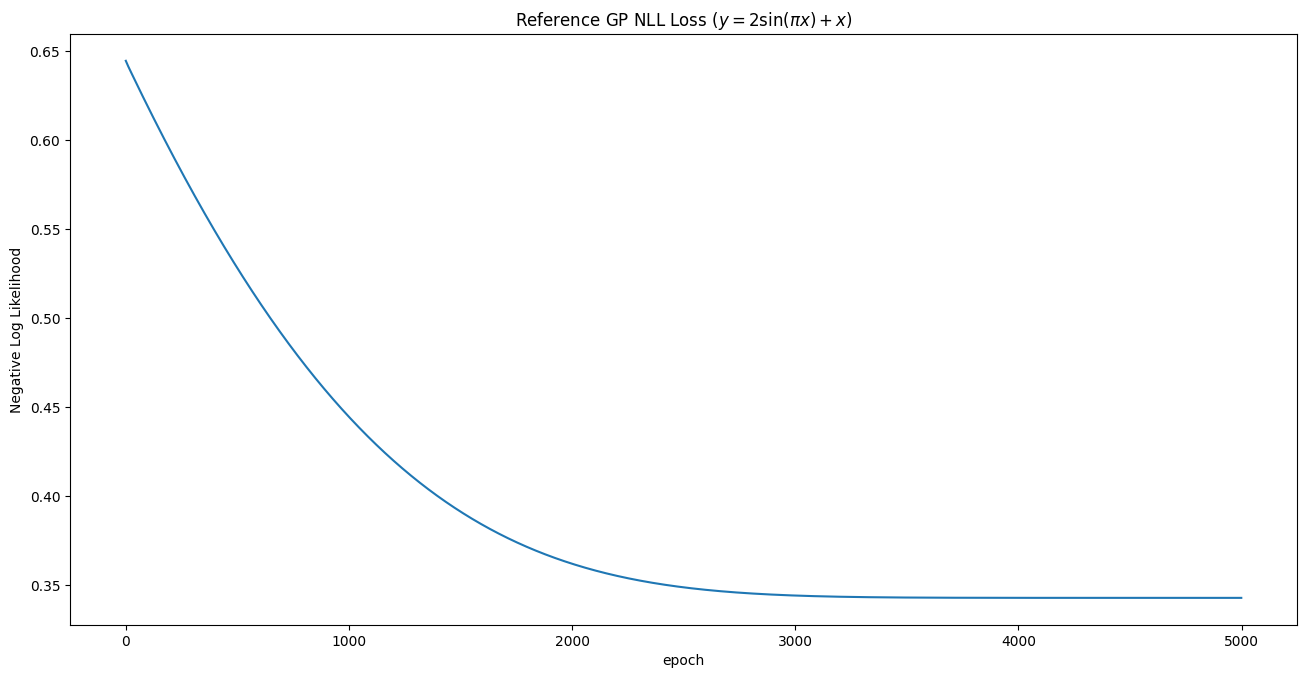 Reference GP NLL Loss (y = 2sin(πx) + x)
Negative Log Likelihood
0.65
0.60
0.55
0.50
0.45
0.40
0.35
0 1000 2000 3000 4000 5000
epoch